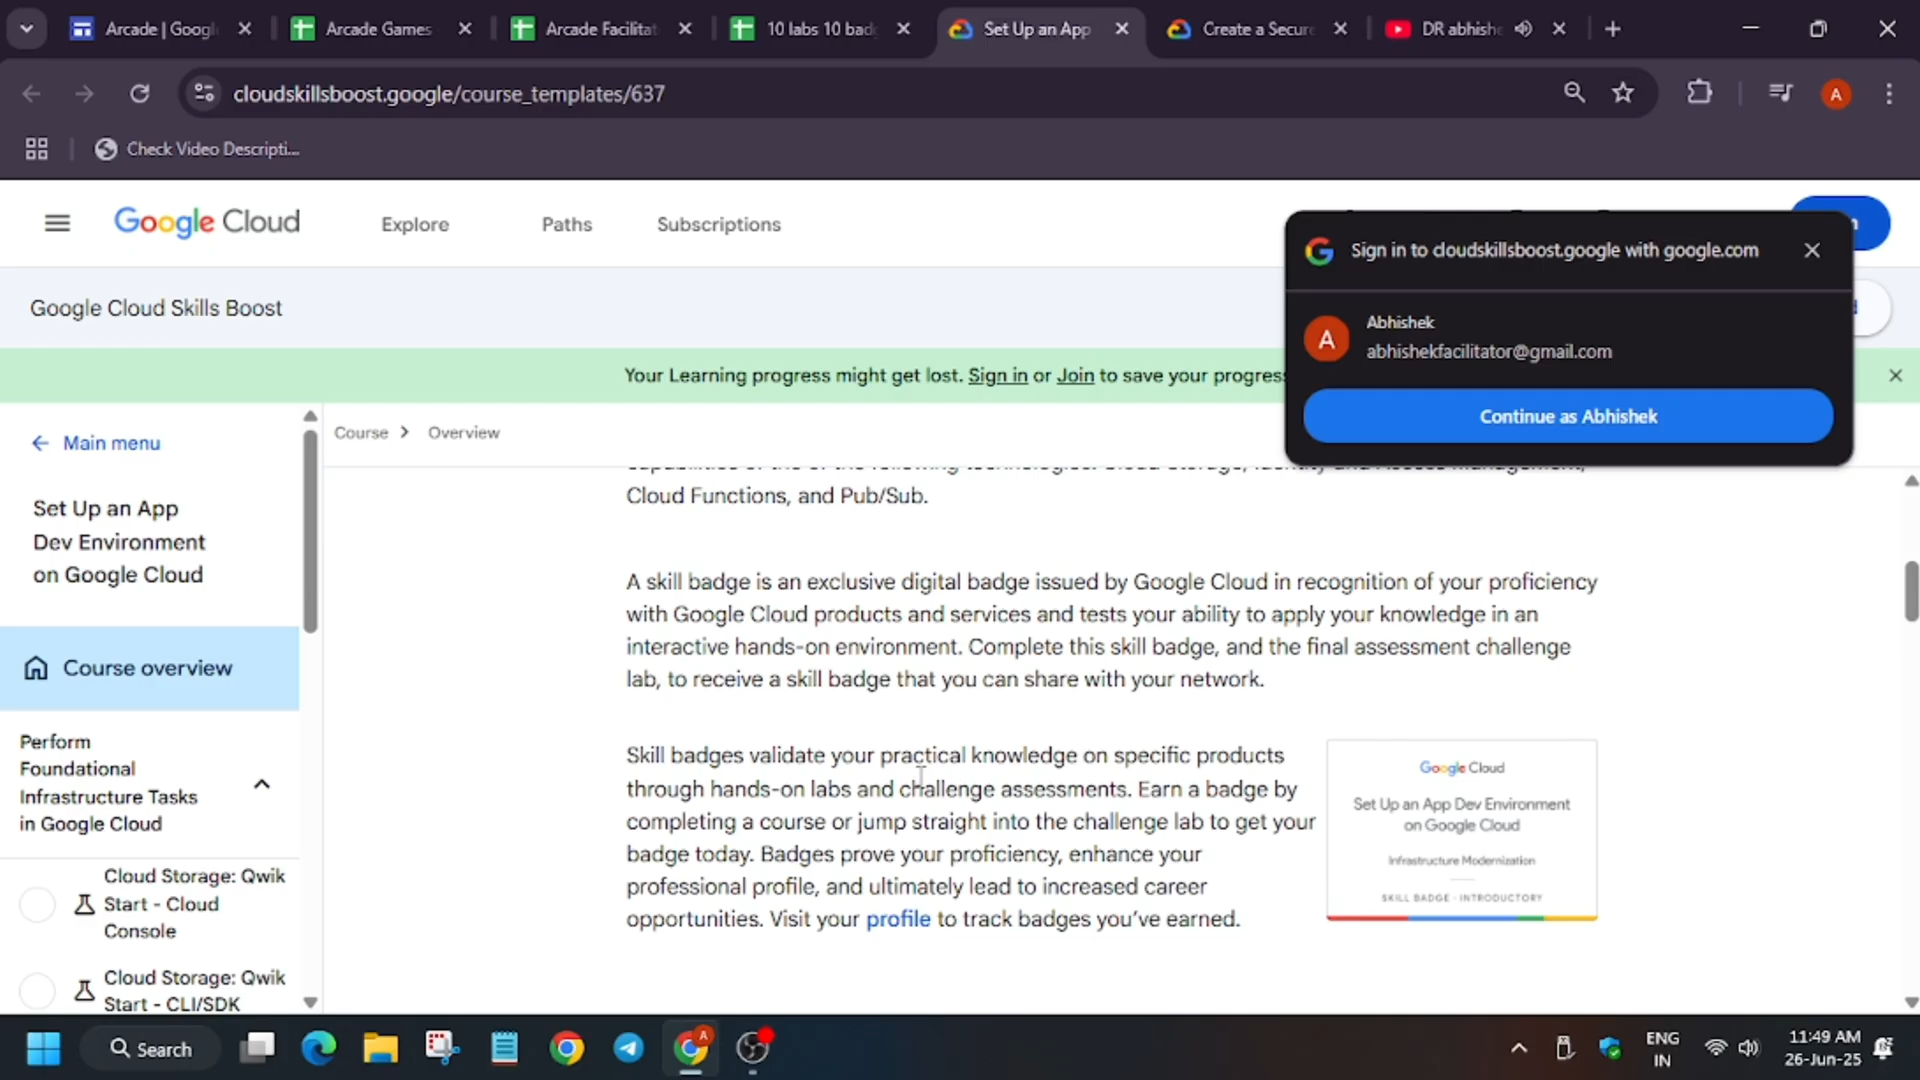 Arcade | Googl
Arcade Games
Arcade Facilitat
10 labs 10 bad
Set Up an App
Create a Secure
DR abhishe
cloudskillsboost.google/course_templates/637
A
Check Video Descripti...
Google Cloud
Explore
Paths
Subscriptions
Sign in to cloudskillsboost.google with google.com
Google Cloud Skills Boost
A
Abhishek
abhishekfacilitator@gmail.com
Continue as Abhishek
Your Learning progress might get lost. Sign in or Join to save your progress
Main menu
Course
Overview
Set Up an App
Dev Environment
on Google Cloud
Course overview
Perform
Foundational
Infrastructure Tasks
in Google Cloud
Cloud Storage: Qwik
Start - Cloud
Console
Cloud Storage: Qwik
Start - CLI/SDK
Cloud Functions, and Pub/Sub.
A skill badge is an exclusive digital badge issued by Google Cloud in recognition of your proficiency
with Google Cloud products and services and tests your ability to apply your knowledge in an
interactive hands-on environment. Complete this skill badge, and the final assessment challenge
lab, to receive a skill badge that you can share with your network.
Skill badges validate your practical knowledge on specific products
through hands-on labs and challenge assessments. Earn a badge by
completing a course or jump straight into the challenge lab to get your
badge today. Badges prove your proficiency, enhance your
professional profile, and ultimately lead to increased career
opportunities. Visit your profile to track badges you've earned.
Google Cloud
Set Up an App Dev Environment
on Google Cloud
Infrastructure Modernization
SKILL BADGE · INTRODUCTORY
Search
A
ENG
IN
11:49 AM
26-Jun-25